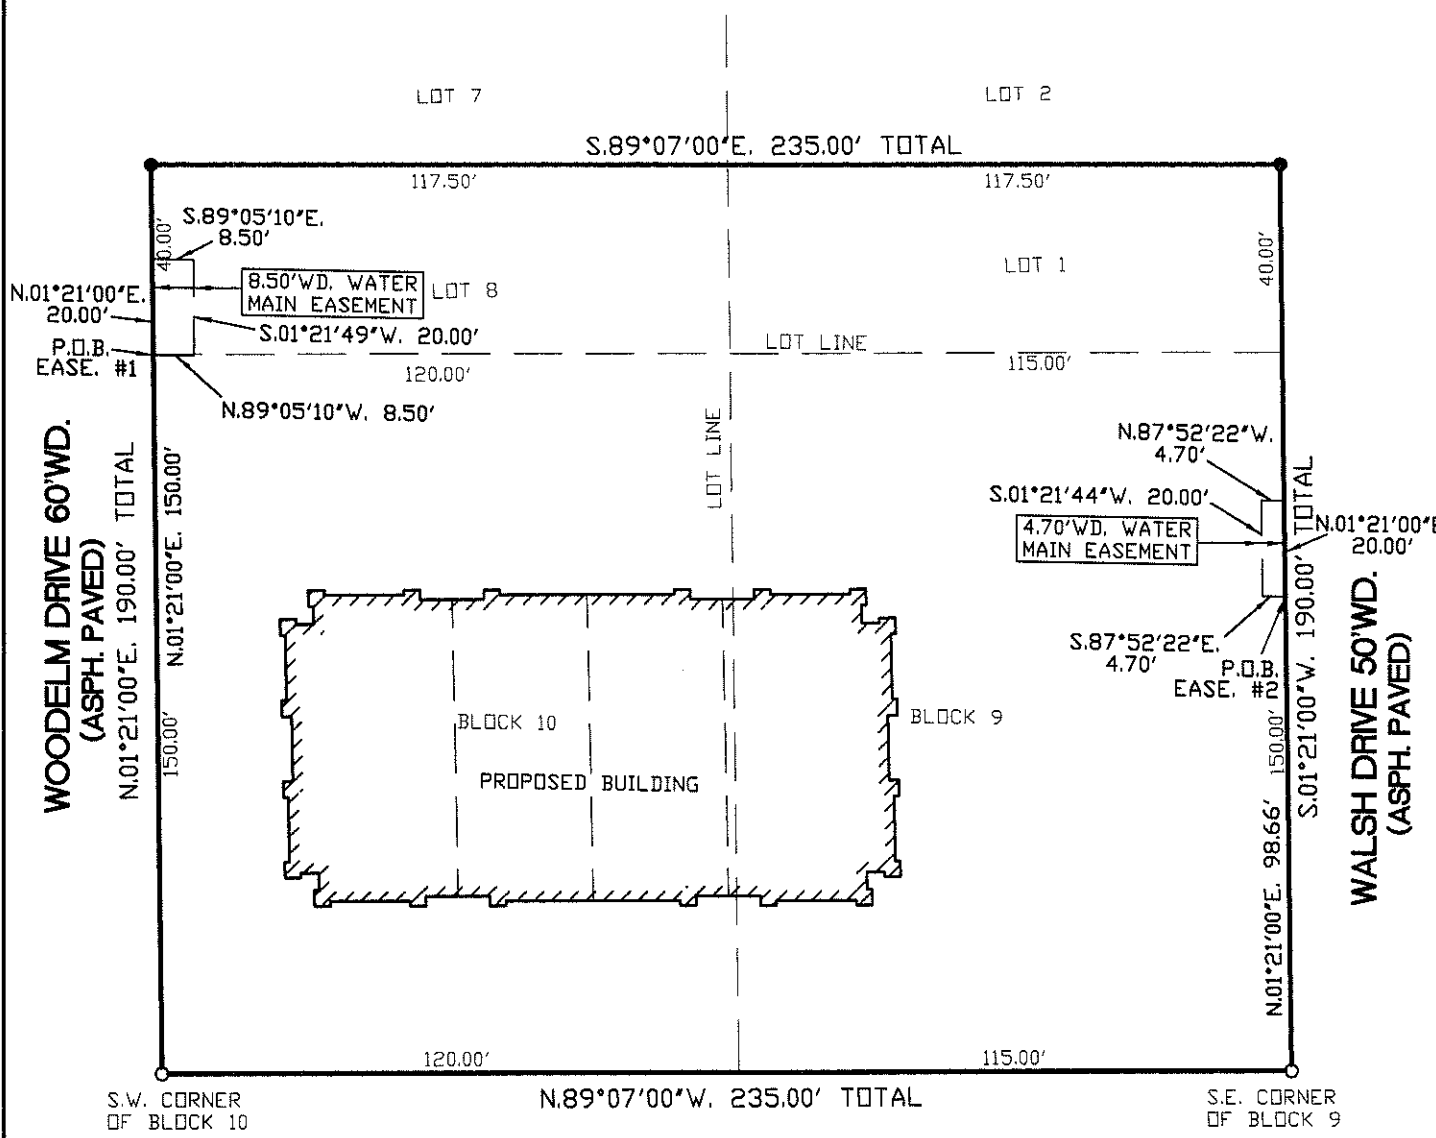 LOT 7
LOT 2
S.89°07'00"E. 235.00' TOTAL
117.50'
117.50'
40.00'
S.89°05'10"E.
8.50'
40.00'
LOT 1
N.01°21'00"E.
20.00'
8.50'WD. WATER
MAIN EASEMENT
LOT 8
S.01°21'49"W. 20.00'
P.O.B.
EASE. #1
LOT LINE
120.00'
115.00'
N.89°05'10"W. 8.50'
LOT LINE
WOODELM DRIVE 60'WD.
(ASPH. PAVED)
N.01°21'00"E. 190.00' TOTAL
N.01°21'00"E. 150.00'
150.00'
N.87°52'22"W.
4.70'
S.01°21'44"W. 20.00'
4.70'WD. WATER
MAIN EASEMENT
N.01°21'00"E
20.00'
S.87°52'22"E.
4.70'
P.O.B.
EASE. #2
BLOCK 10
BLOCK 9
PROPOSED BUILDING
N.01°21'00"E. 98.66'
150.00'
S.01°21'00"W. 190.00' TOTAL
WALSH DRIVE 50'WD.
(ASPH. PAVED)
120.00'
115.00'
N.89°07'00"W. 235.00' TOTAL
S.W. CORNER
OF BLOCK 10
S.E. CORNER
OF BLOCK 9